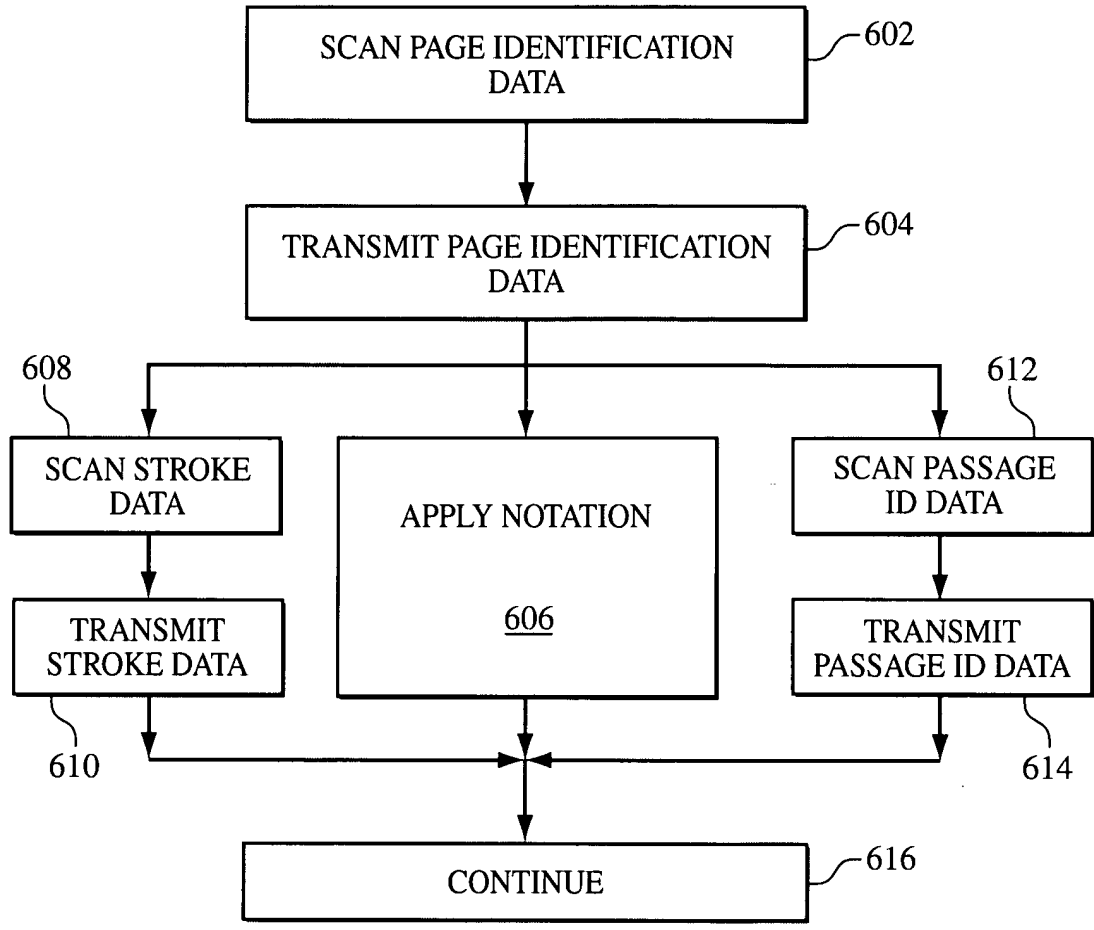 SCAN PAGE IDENTIFICATION
DATA
602
TRANSMIT PAGE IDENTIFICATION
DATA
604
608
612
SCAN STROKE
DATA
APPLY NOTATION
606
SCAN PASSAGE
ID DATA
TRANSMIT
STROKE DATA
TRANSMIT
PASSAGE ID DATA
610
614
CONTINUE
616